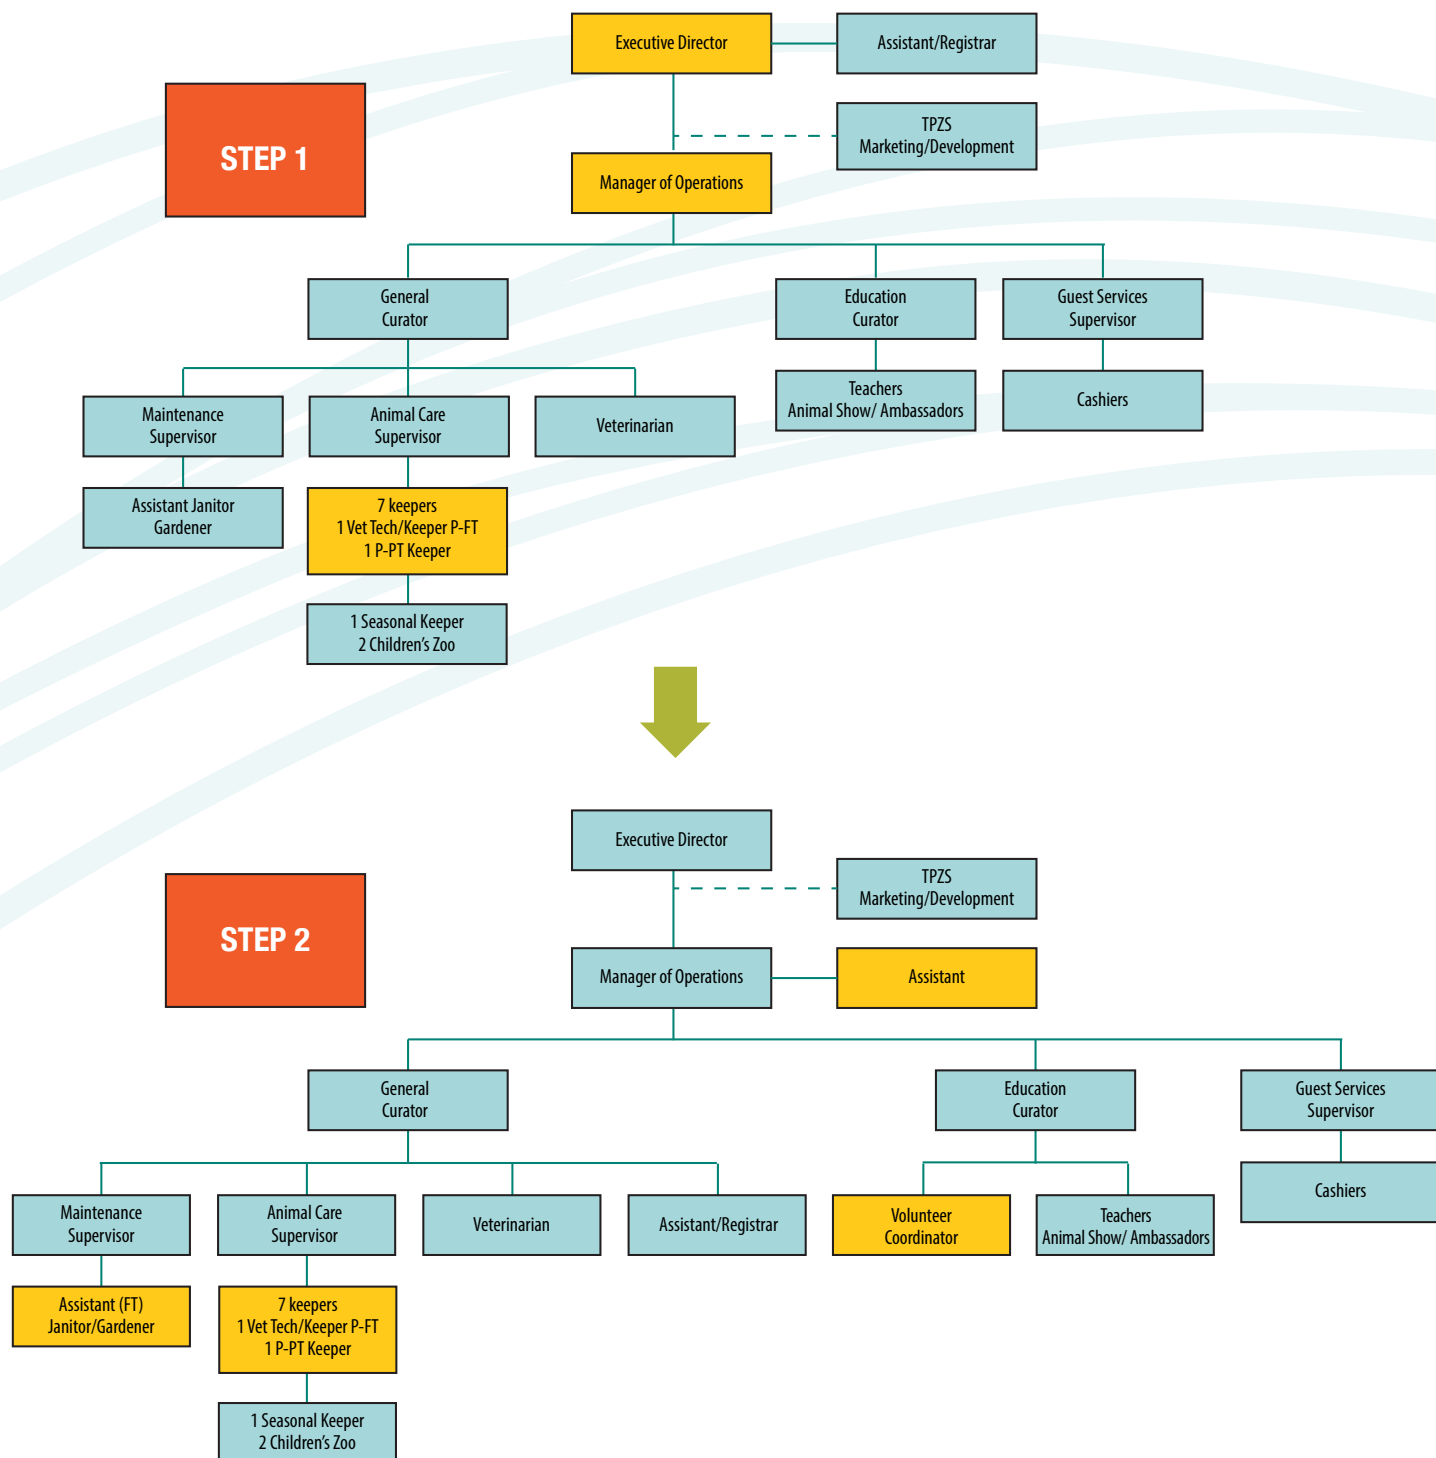 Executive Director
Assistant/Registrar
STEP 1
TPZS
Marketing/Development
Manager of Operations
General
Curator
Education
Curator
Guest Services
Supervisor
Maintenance
Supervisor
Animal Care
Supervisor
Veterinarian
Teachers
Animal Show/ Ambassadors
Cashiers
Assistant Janitor
Gardener
7 keepers
1 Vet Tech/Keeper P-FT
1 P-PT Keeper
1 Seasonal Keeper
2 Children's Zoo
Executive Director
STEP 2
TPZS
Marketing/Development
Manager of Operations
Assistant
General
Curator
Education
Curator
Guest Services
Supervisor
Maintenance
Supervisor
Animal Care
Supervisor
Veterinarian
Assistant/Registrar
Volunteer
Coordinator
Teachers
Animal Show/ Ambassadors
Cashiers
Assistant (FT)
Janitor/Gardener
7 keepers
1 Vet Tech/Keeper P-FT
1 P-PT Keeper
1 Seasonal Keeper
2 Children's Zoo